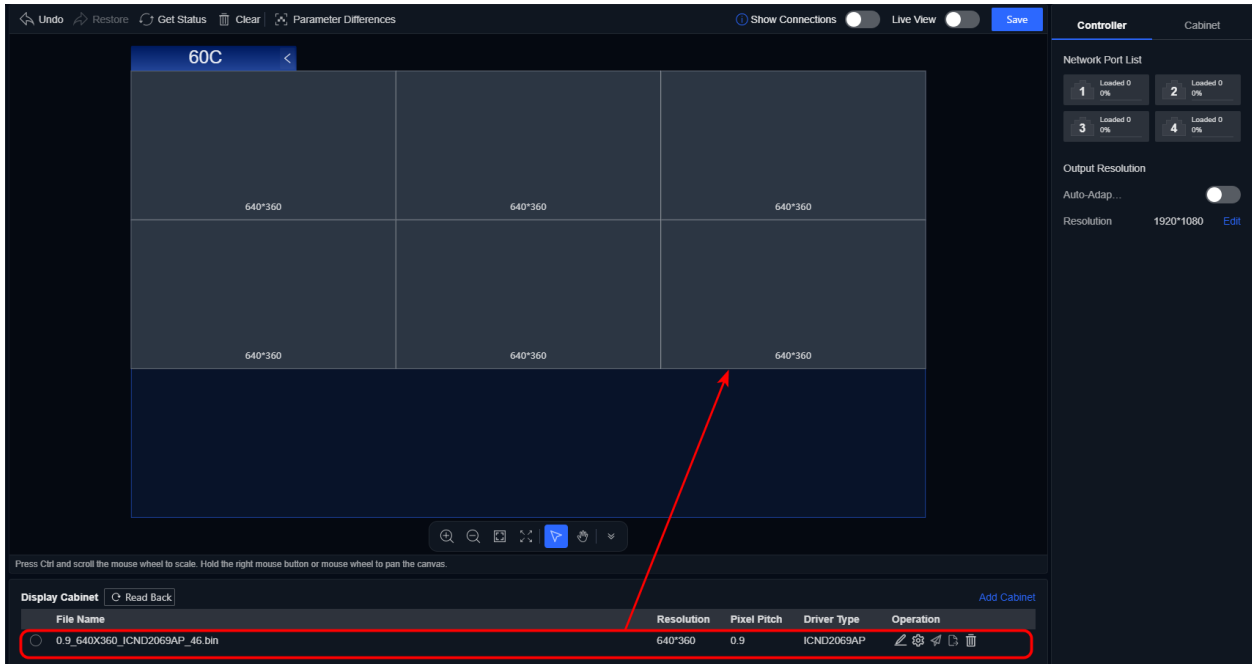 Undo Restore Get Status Clear Parameter Differences Show Connections Live View Save
Controller Cabinet
60C <
Network Port List
1 Loaded 0 0% 2 Loaded 0 0%
3 Loaded 0 0% 4 Loaded 0 0%
Output Resolution
Auto-Adap...
Resolution 1920*1080 Edit
640*360 640*360 640*360
640*360 640*360 640*360
Press Ctrl and scroll the mouse wheel to scale. Hold the right mouse button or mouse wheel to pan the canvas.
Display Cabinet Read Back Add Cabinet
File Name Resolution Pixel Pitch Driver Type Operation
0.9_640X360_ICND2069AP_46.bin 640*360 0.9 ICND2069AP